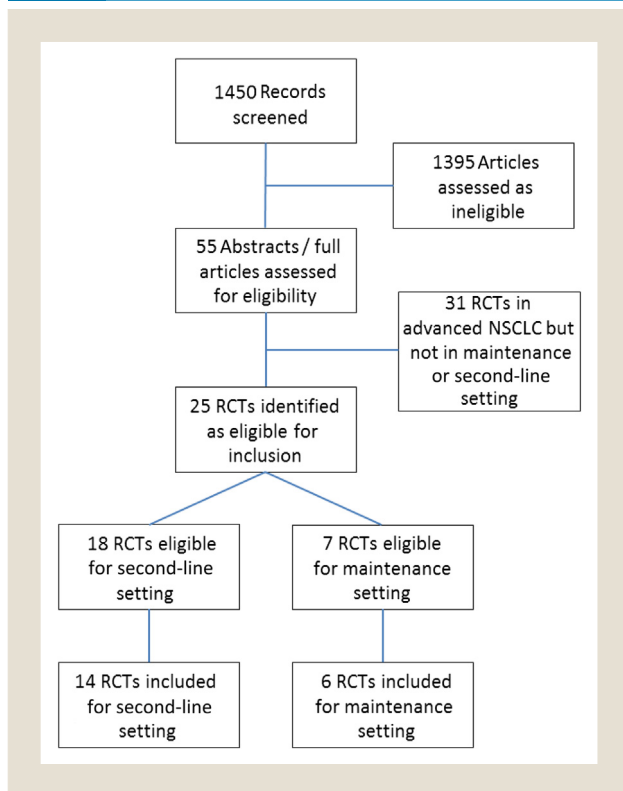 1450 Records
screened
1395 Articles
assessed as
ineligible
55 Abstracts / full
articles assessed
for eligibility
31 RCTs in
advanced NSCLC but
not in maintenance
or second-line
setting
25 RCTs identified
as eligible for
inclusion
18 RCTs eligible
for second-line
setting
7 RCTs eligible
for maintenance
setting
14 RCTs included
for second-line
setting
6 RCTs included
for maintenance
setting